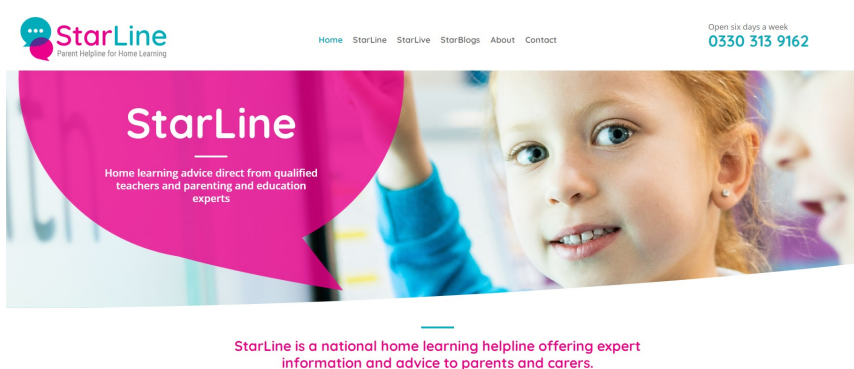 StarLine
Parent Helpline for Home Learning
Home StarLine StarLive StarBlogs About Contact
Open six days a week
0330 313 9162
StarLine
Home learning advice direct from qualified
teachers and parenting and education
experts
StarLine is a national home learning helpline offering expert
information and advice to parents and carers.